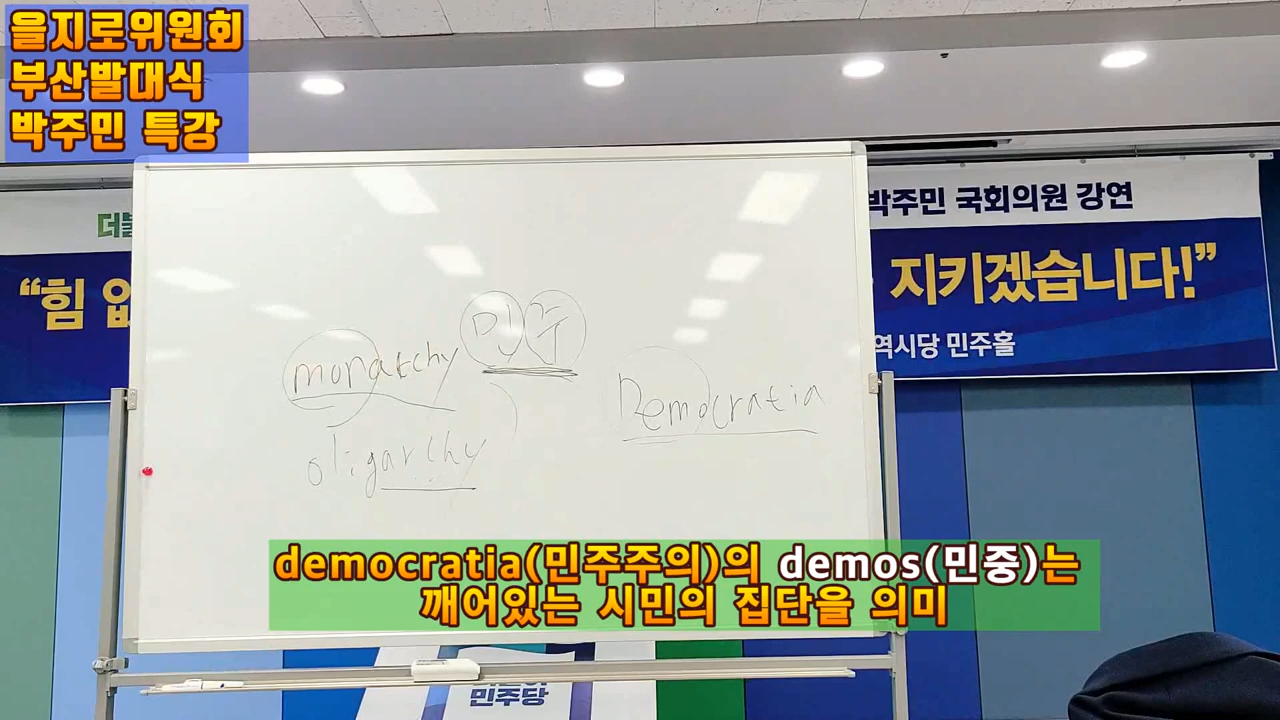 을지로위원회
부산발대식
박주민 특강
더불
박주민 국회의원 강연
“힘 없
지키겠습니다!”
역시당 민주홀
민주
monarchy
Democratia
oligarchy
democratia(민주주의)의 demos(민중)는
깨어있는 시민의 집단을 의미
민주당